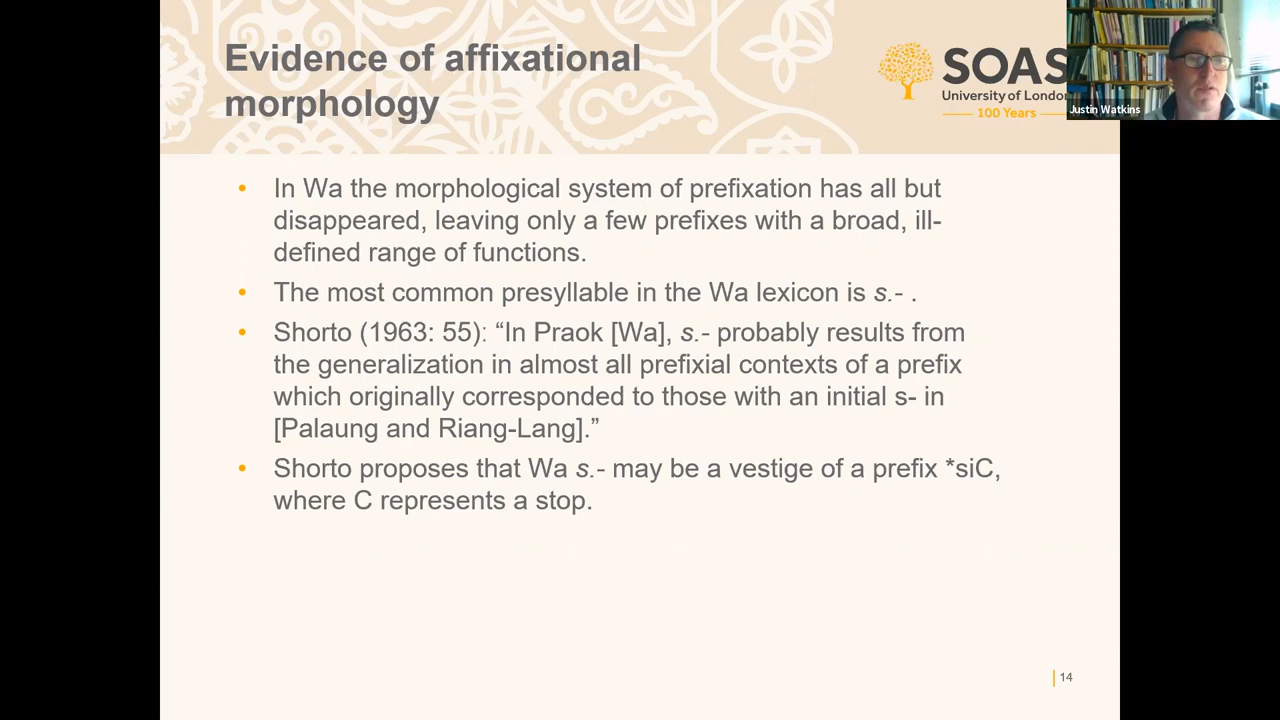 Evidence of affixational
morphology
SOAS
University of London
100 Years
Justin Watkins
• In Wa the morphological system of prefixation has all but
disappeared, leaving only a few prefixes with a broad, ill-
defined range of functions.
• The most common presyllable in the Wa lexicon is s.- .
• Shorto (1963: 55): “In Praok [Wa], s.- probably results from
the generalization in almost all prefixial contexts of a prefix
which originally corresponded to those with an initial s- in
[Palaung and Riang-Lang].”
• Shorto proposes that Wa s.- may be a vestige of a prefix *siC,
where C represents a stop.
14